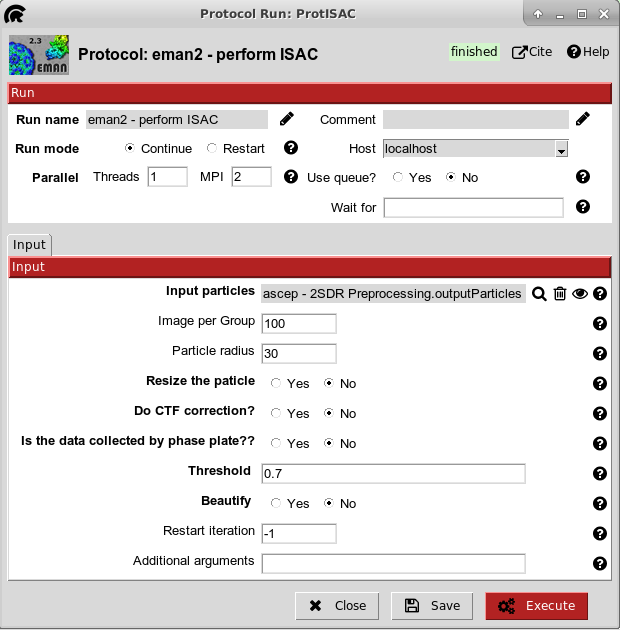 Protocol Run: ProtISAC
2.3
EMAN
Protocol: eman2 - perform ISAC
finished
Cite
Help
Run
Run name eman2 - perform ISAC Comment
Run mode Continue Restart Host localhost
Parallel Threads 1 MPI 2 Use queue? Yes No
Wait for
Input
Input
Input particles ascep - 2SDR Preprocessing.outputParticles
Image per Group 100
Particle radius 30
Resize the paticle Yes No
Do CTF correction? Yes No
Is the data collected by phase plate?? Yes No
Threshold 0.7
Beautify Yes No
Restart iteration -1
Additional arguments
Close Save Execute